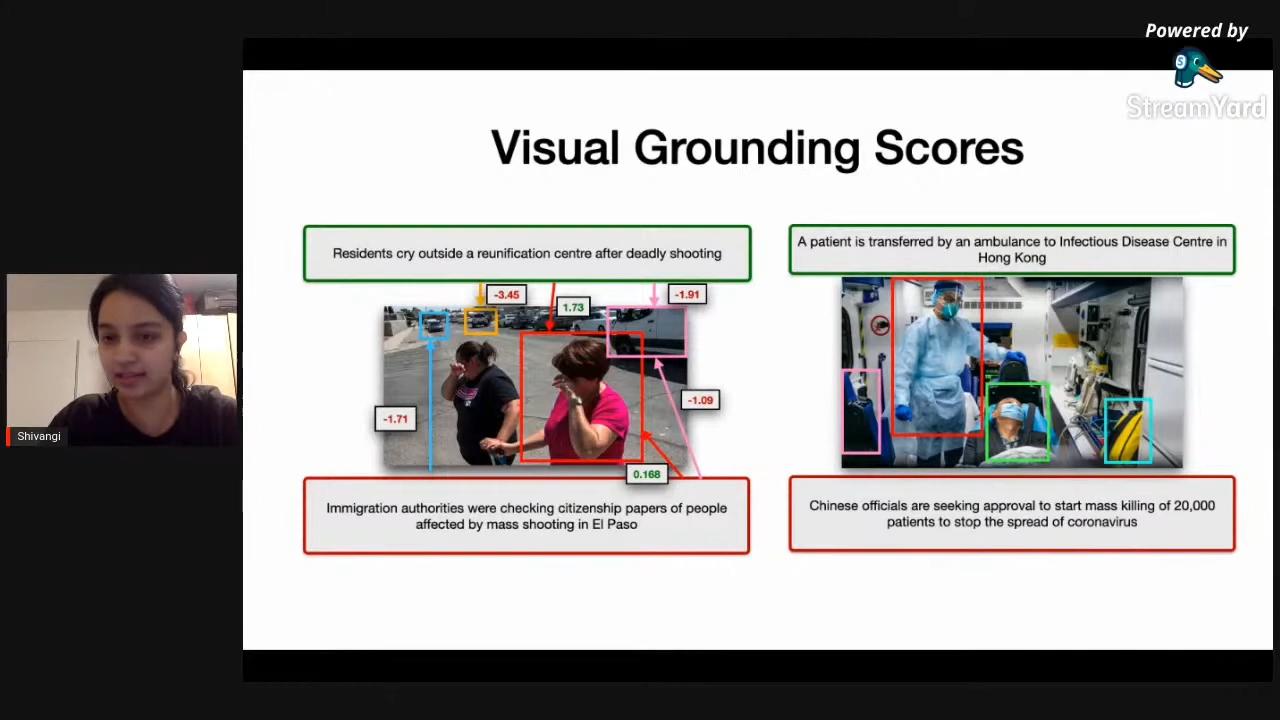 Powered by
StreamYard
Visual Grounding Scores
Residents cry outside a reunification centre after deadly shooting
A patient is transferred by an ambulance to Infectious Disease Centre in
Hong Kong
-3.45
1.73
-1.91
-1.71
-1.09
0.168
Shivangi
Immigration authorities were checking citizenship papers of people
affected by mass shooting in El Paso
Chinese officials are seeking approval to start mass killing of 20,000
patients to stop the spread of coronavirus